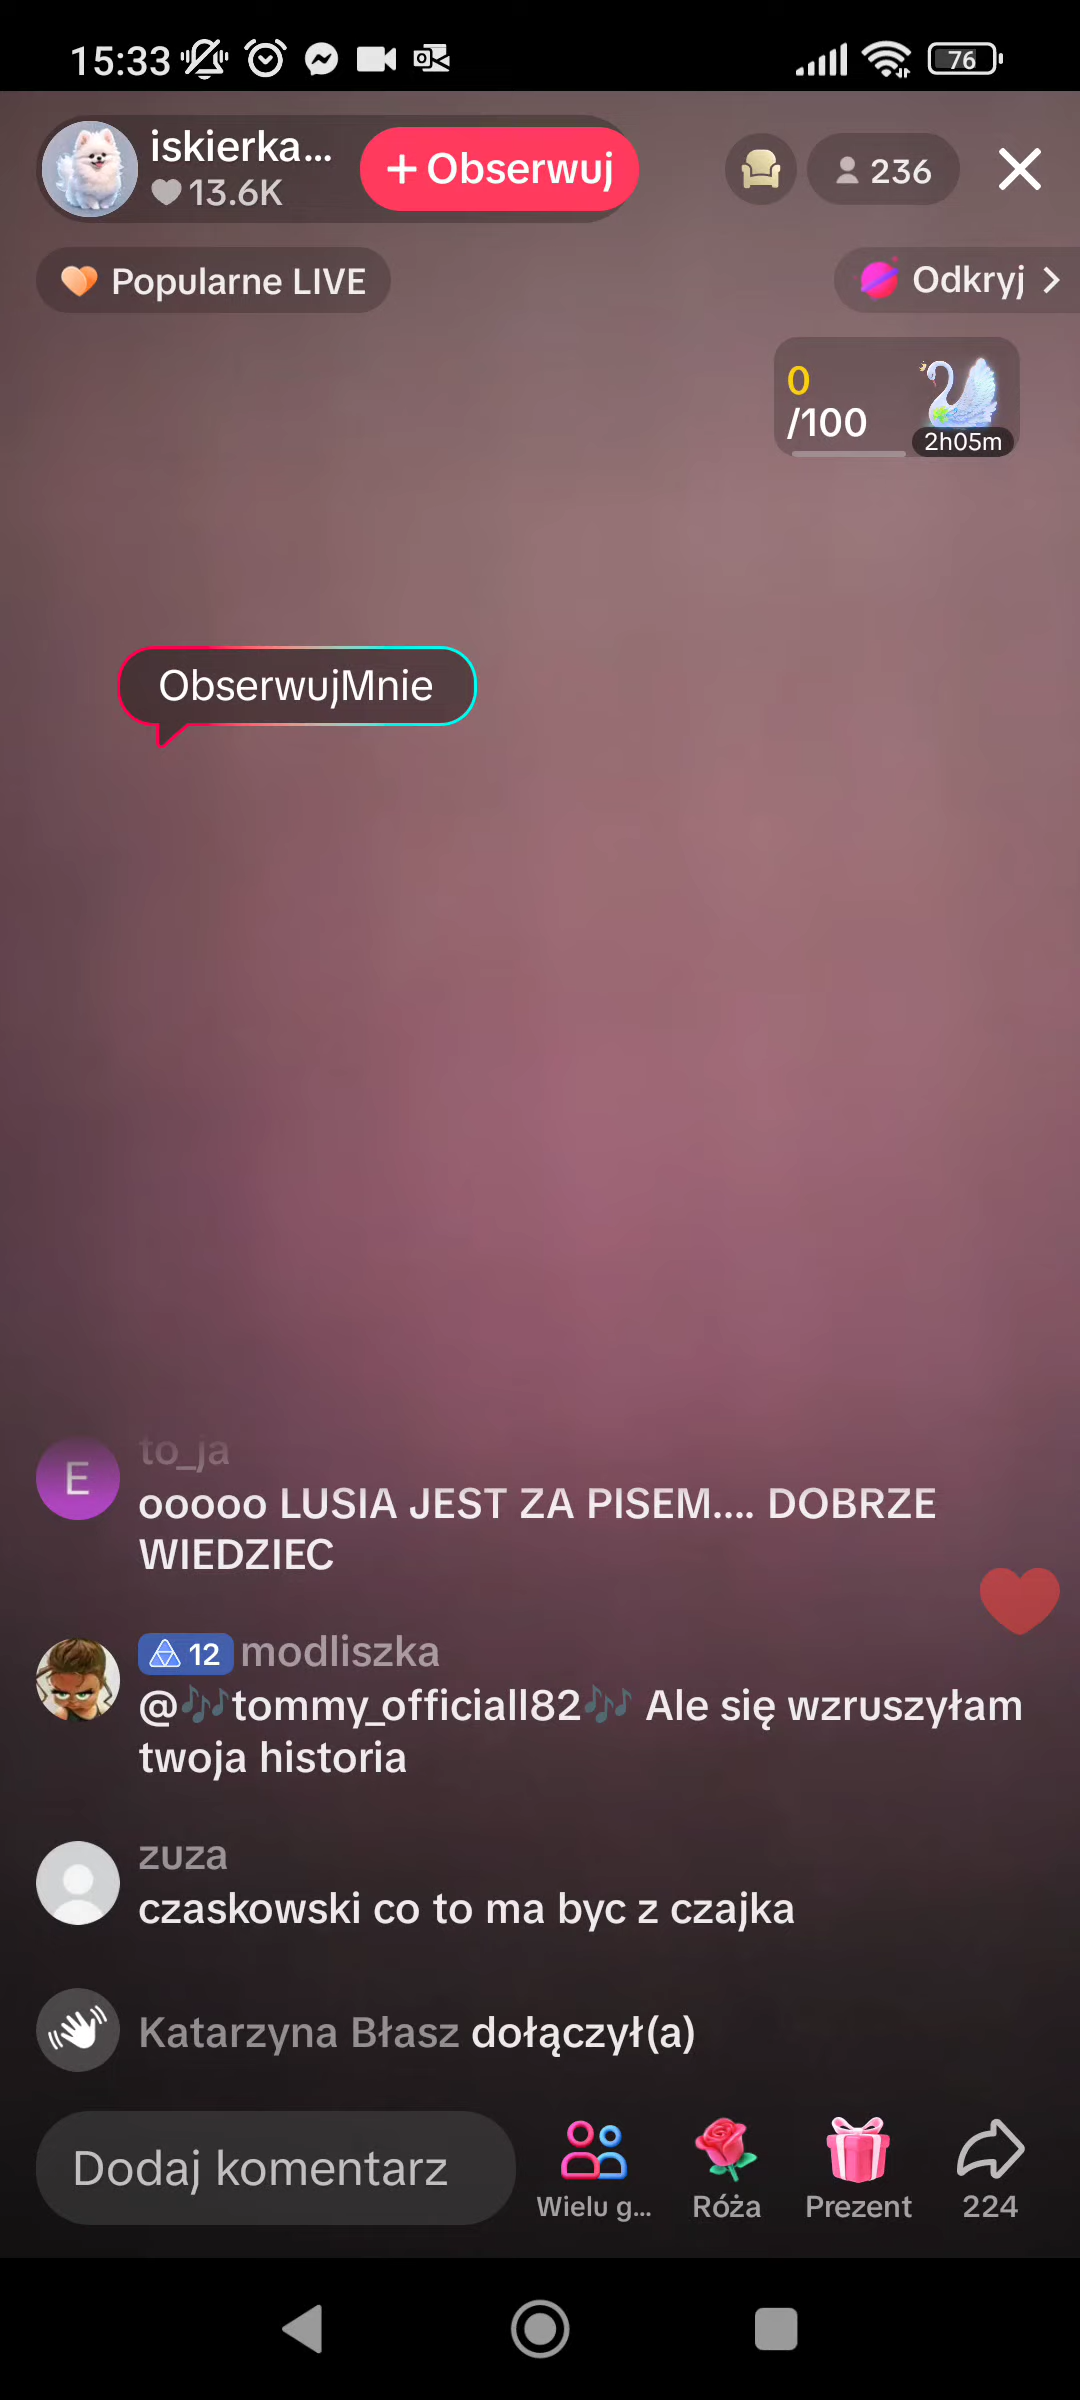 15:33
76
iskierka...
13.6K
+ Obserwuj
236
Popularne LIVE
Odkryj >
0
/100
2h05m
ObserwujMnie
E
to_ja
ooooo LUSIA JEST ZA PISEM.... DOBRZE
WIEDZIEC
12 modliszka
@🎶tommy_officiall82🎶 Ale się wzruszyłam
twoja historia
zuza
czaskowski co to ma byc z czajka
Katarzyna Błasz dołączył(a)
Dodaj komentarz
Wielu g...
Róża
Prezent
224